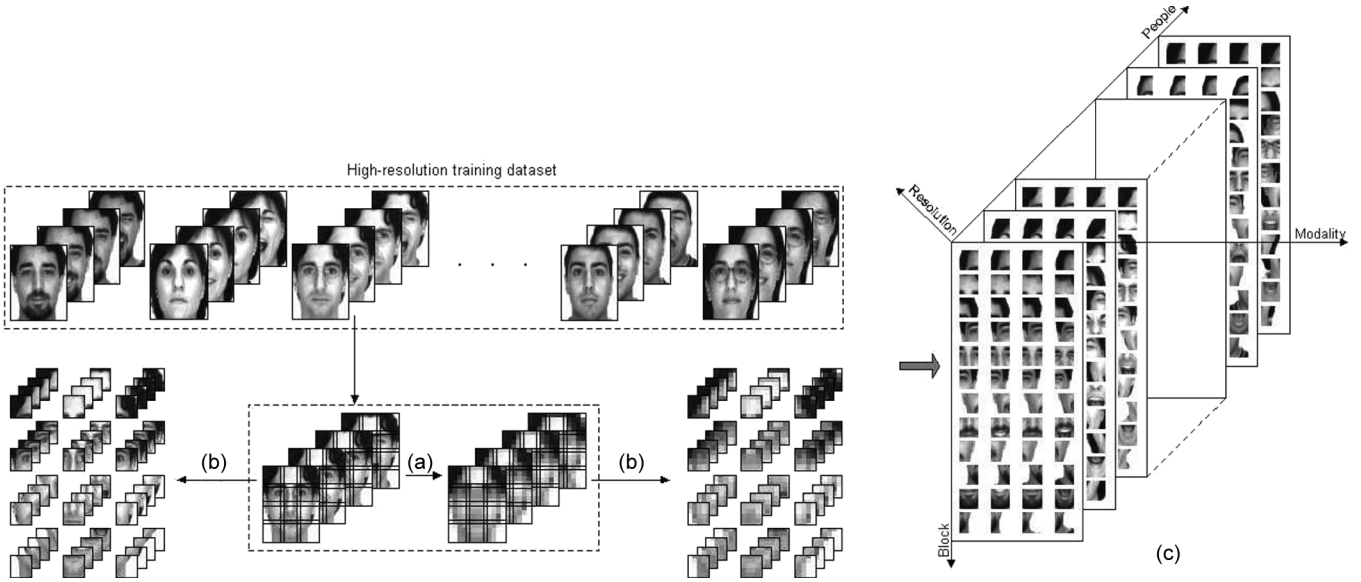 High-resolution training dataset
. . .
(b)
(a)
(b)
People
Resolution
Modality
Block
(c)